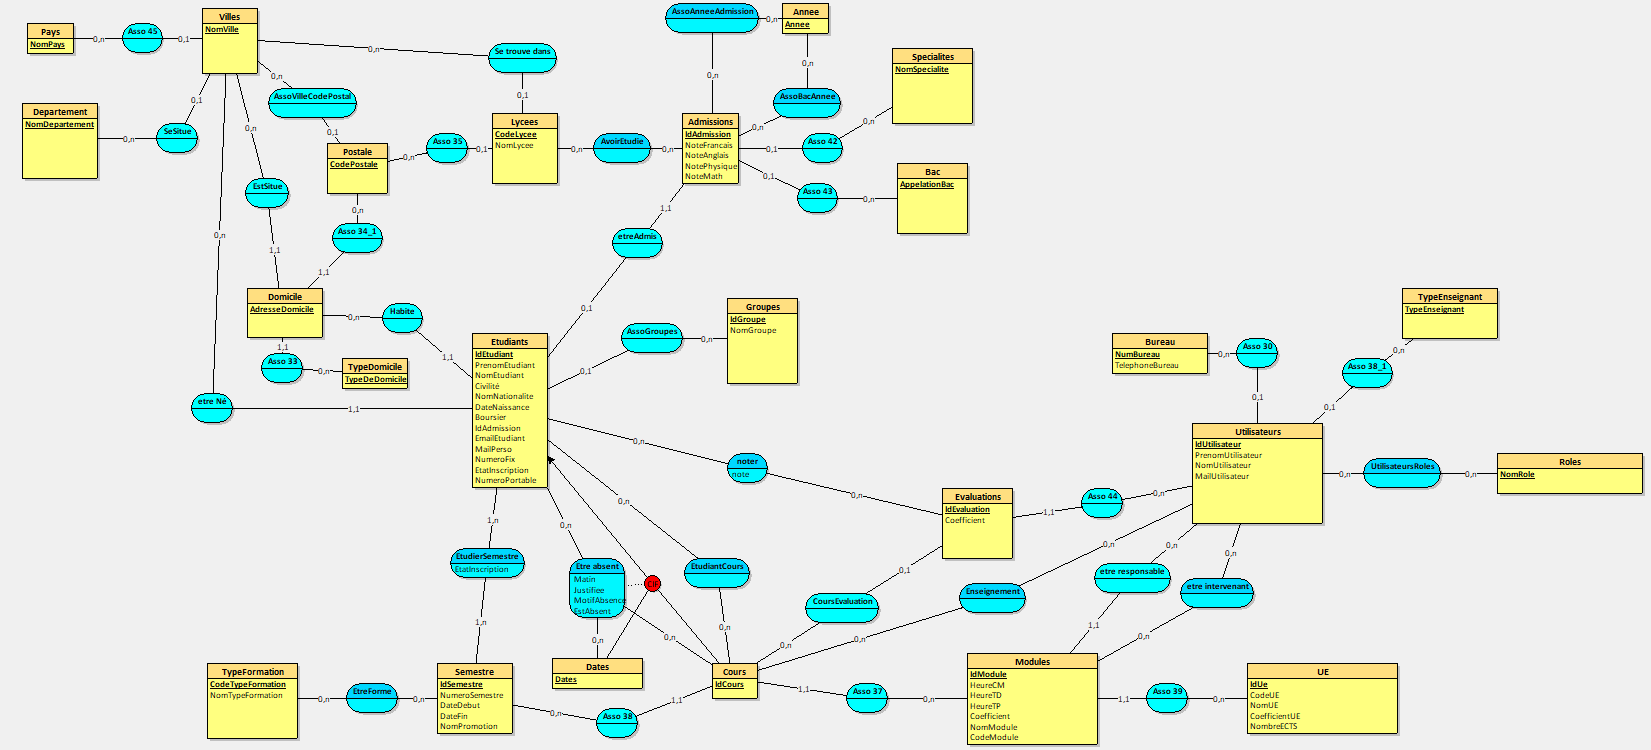 Pays
NomPays
0,n
Asso 45
0,1
Villes
NomVille
0,n
Se trouve dans
0,1
AssoAnneeAdmission
0,n
Annee
Annee
0,n
0,n
AssoBacAnnee
0,n
Specialites
NomSpecialite
0,n
Departement
NomDepartement
0,n
SeSitue
0,1
0,n
AssoVilleCodePostal
0,1
0,n
Postale
CodePostale
0,n
Asso 35
0,1
Lycees
CodeLycee
NomLycee
0,n
AvoirEtudie
0,n
Admissions
IdAdmission
NoteFrancais
NoteAnglais
NotePhysique
NoteMath
0,1
Asso 42
0,1
Asso 43
0,n
Bac
AppelationBac
EstSitue
0,n
Asso 34_1
0,n
1,1
1,1
1,1
etreAdmis
0,1
Domicile
AdresseDomicile
0,n
Habite
1,1
1,1
Asso 33
0,n
TypeDomicile
TypeDeDomicile
etre Né
1,1
Etudiants
IdEtudiant
PrenomEtudiant
NomEtudiant
Civilité
NomNationalite
DateNaissance
Boursier
IdAdmission
EmailEtudiant
MailPerso
NumeroFix
EtatInscription
NumeroPortable
AssoGroupes
0,1
0,n
Groupes
IdGroupe
NomGroupe
TypeEnseignant
TypeEnseignant
0,n
Asso 38_1
0,1
Bureau
NumBureau
TelephoneBureau
0,n
Asso 30
0,1
Utilisateurs
IdUtilisateur
PrenomUtilisateur
NomUtilisateur
MailUtilisateur
0,n
UtilisateursRoles
0,n
Roles
NomRole
0,n
noter
note
0,n
Evaluations
IdEvaluation
Coefficient
1,1
Asso 44
0,n
1,n
EtudierSemestre
EtatInscription
1,n
0,n
Etre absent
Matin
Justifiee
MotifAbsence
EstAbsent
0,n
0,n
0,n
EtudiantCours
0,n
0,1
CoursEvaluation
0,n
0,n
Enseignement
0,n
0,n
etre responsable
1,1
0,n
etre intervenant
0,n
TypeFormation
CodeTypeFormation
NomTypeFormation
0,n
EtreForme
0,n
Semestre
IdSemestre
NumeroSemestre
DateDebut
DateFin
NomPromotion
0,n
Asso 38
1,1
Dates
Dates
Cours
IdCours
1,1
Asso 37
0,n
Modules
IdModule
HeureCM
HeureTD
HeureTP
Coefficient
NomModule
CodeModule
1,1
Asso 39
0,n
UE
IdUe
CodeUE
NomUE
CoefficientUE
NombreECTS